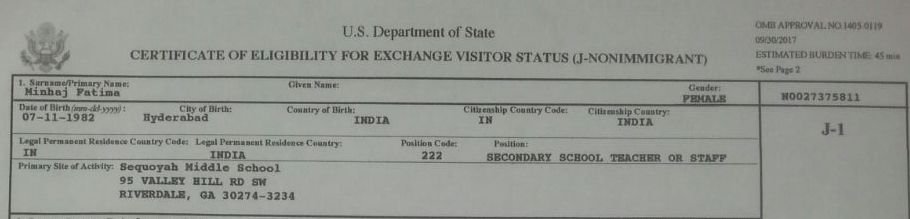 U.S. Department of State
CERTIFICATE OF ELIGIBILITY FOR EXCHANGE VISITOR STATUS (J-NONIMMIGRANT)
OMB APPROVAL NO.1405-0119
09/30/2017
ESTIMATED BURDEN TIME: 45 min
*See Page 2
1. Surname/Primary Name: Given Name: Gender:
Minhaj Fatima FEMALE
N0027375811
Date of Birth (mm-dd-yyyy): City of Birth: Country of Birth: Citizenship Country Code: Citizenship Country:
07-11-1982 Hyderabad INDIA IN INDIA
J-1
Legal Permanent Residence Country Code: Legal Permanent Residence Country: Position Code: Position:
IN INDIA 222 SECONDARY SCHOOL TEACHER OR STAFF
Primary Site of Activity: Sequoyah Middle School
95 VALLEY HILL RD SW
RIVERDALE, GA 30274-3234